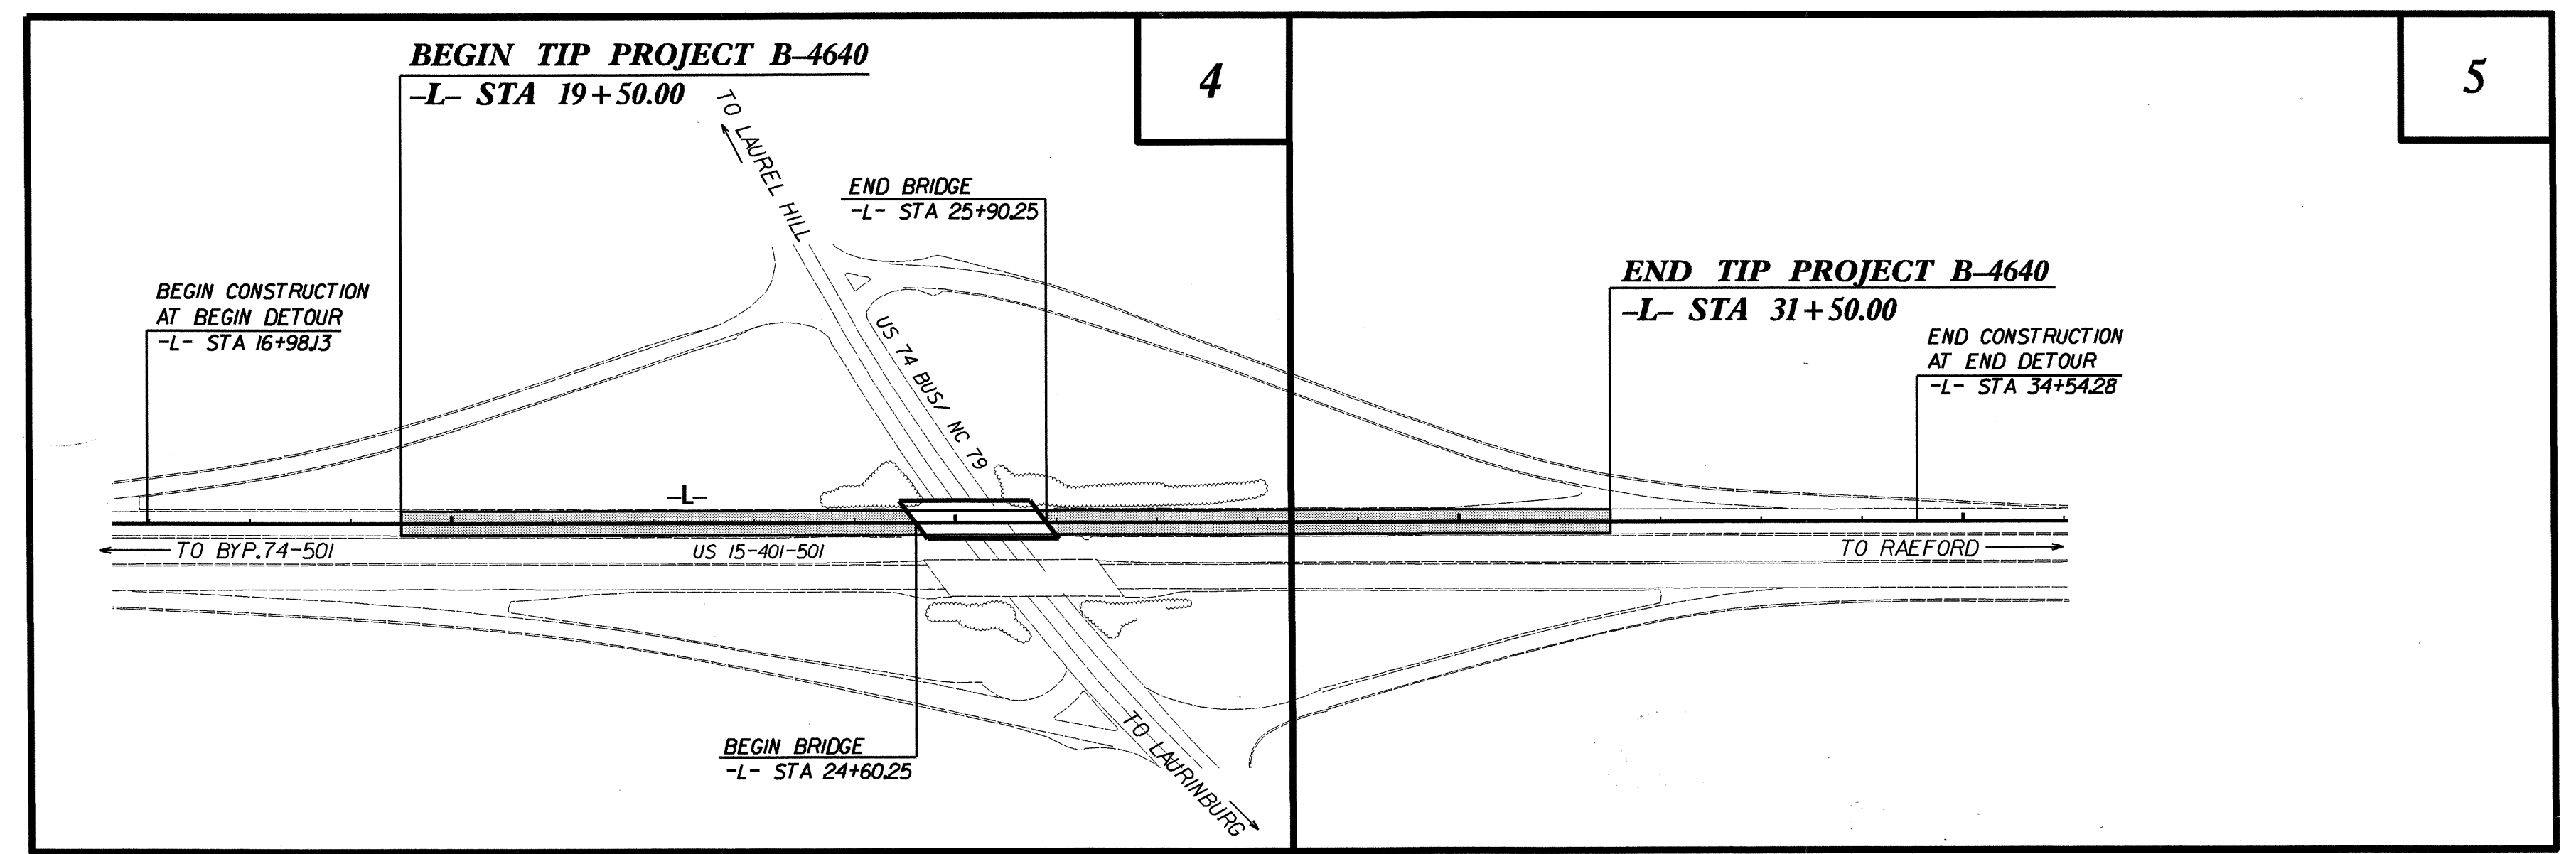 BEGIN TIP PROJECT B-4640
-L- STA 19+50.00
4
5
TO LAUREL HILL
END BRIDGE
-L- STA 25+90.25
BEGIN CONSTRUCTION
AT BEGIN DETOUR
-L- STA 16+98.13
END TIP PROJECT B-4640
-L- STA 31+50.00
END CONSTRUCTION
AT END DETOUR
-L- STA 34+54.28
US 74 BUS/ NC 79
-L-
TO BYP.74-501
US 15-401-501
TO RAEFORD
BEGIN BRIDGE
-L- STA 24+60.25
TO LAURINBURG